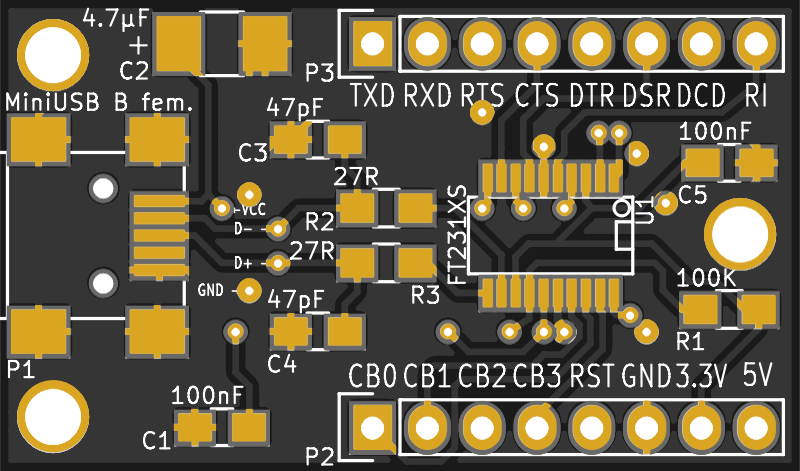 4.7µF
+
C2
P3
TXD RXD RTS CTS DTR DSR DCD RI
MiniUSB B fem.
47pF
C3
100nF
C5
27R
R2
-VCC
D-
D+
GND -
27R
R3
FT231XS
U1
100K
R1
47pF
C4
P1
CB0 CB1 CB2 CB3 RST GND 3.3V 5V
100nF
C1
P2